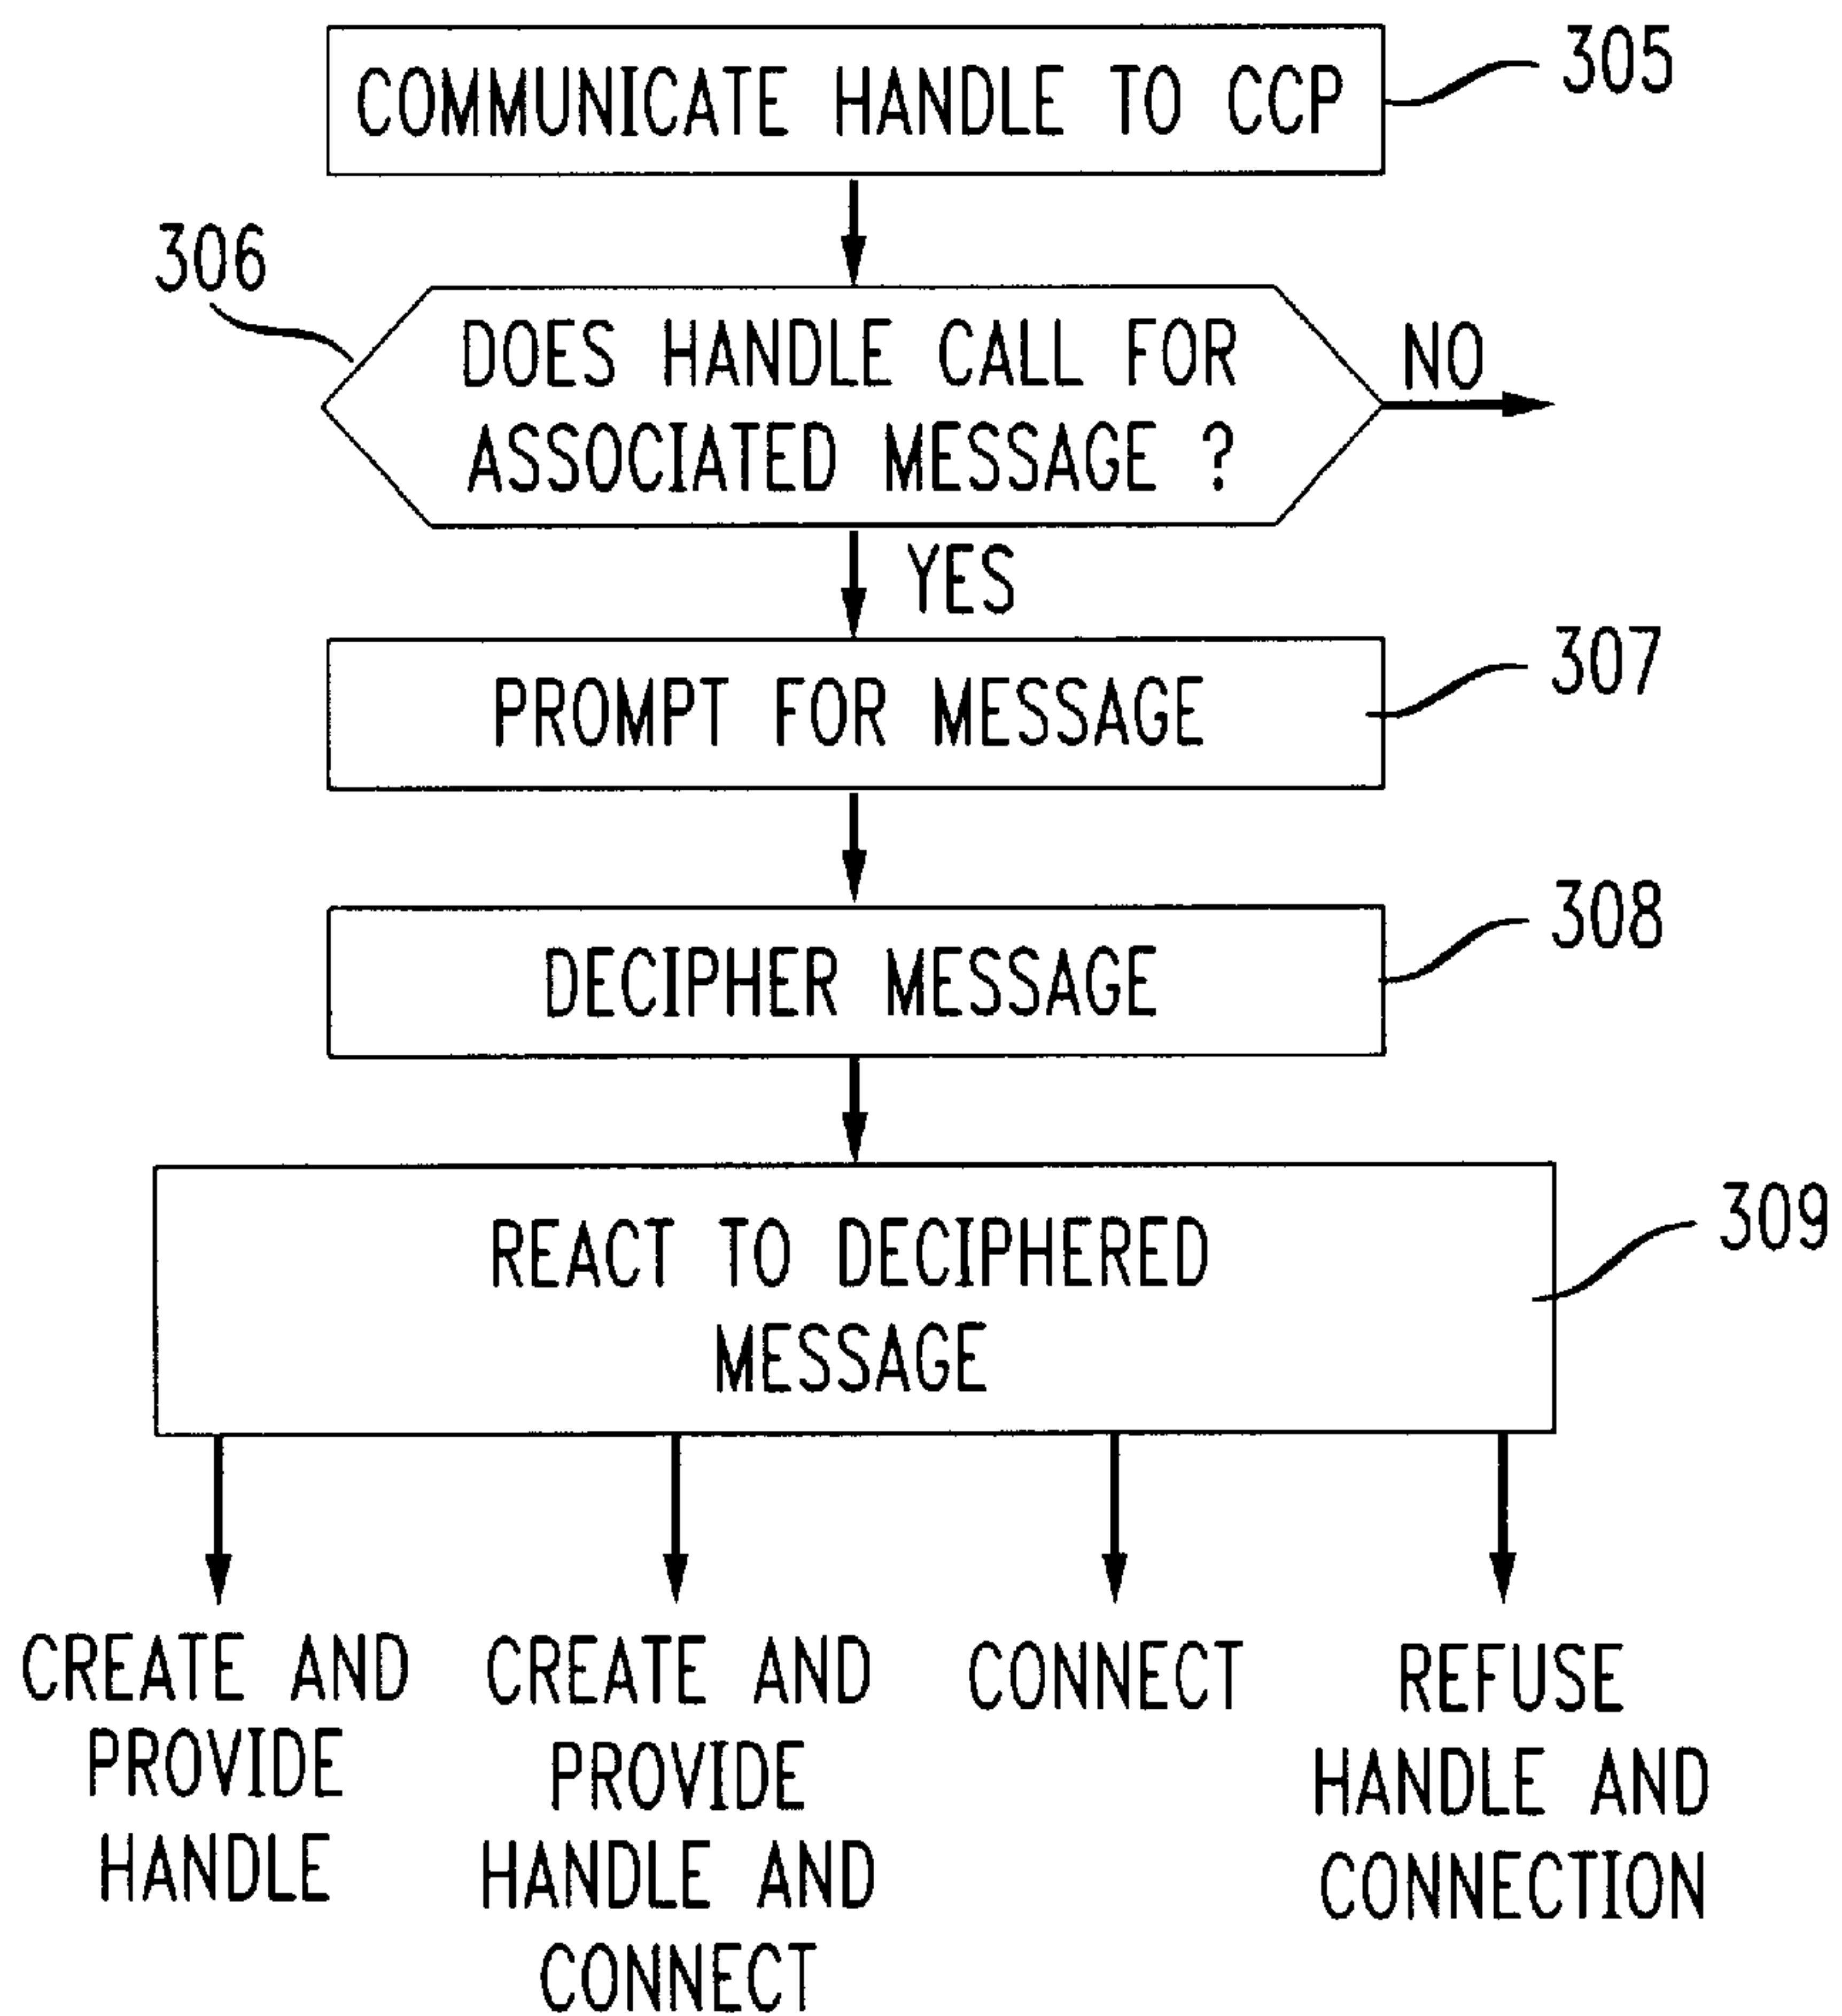 COMMUNICATE HANDLE TO CCP
305
306
DOES HANDLE CALL FOR
ASSOCIATED MESSAGE ?
NO
YES
PROMPT FOR MESSAGE
307
DECIPHER MESSAGE
308
REACT TO DECIPHERED
MESSAGE
309
CREATE AND
PROVIDE
HANDLE
CREATE AND
PROVIDE
HANDLE AND
CONNECT
CONNECT
REFUSE
HANDLE AND
CONNECTION